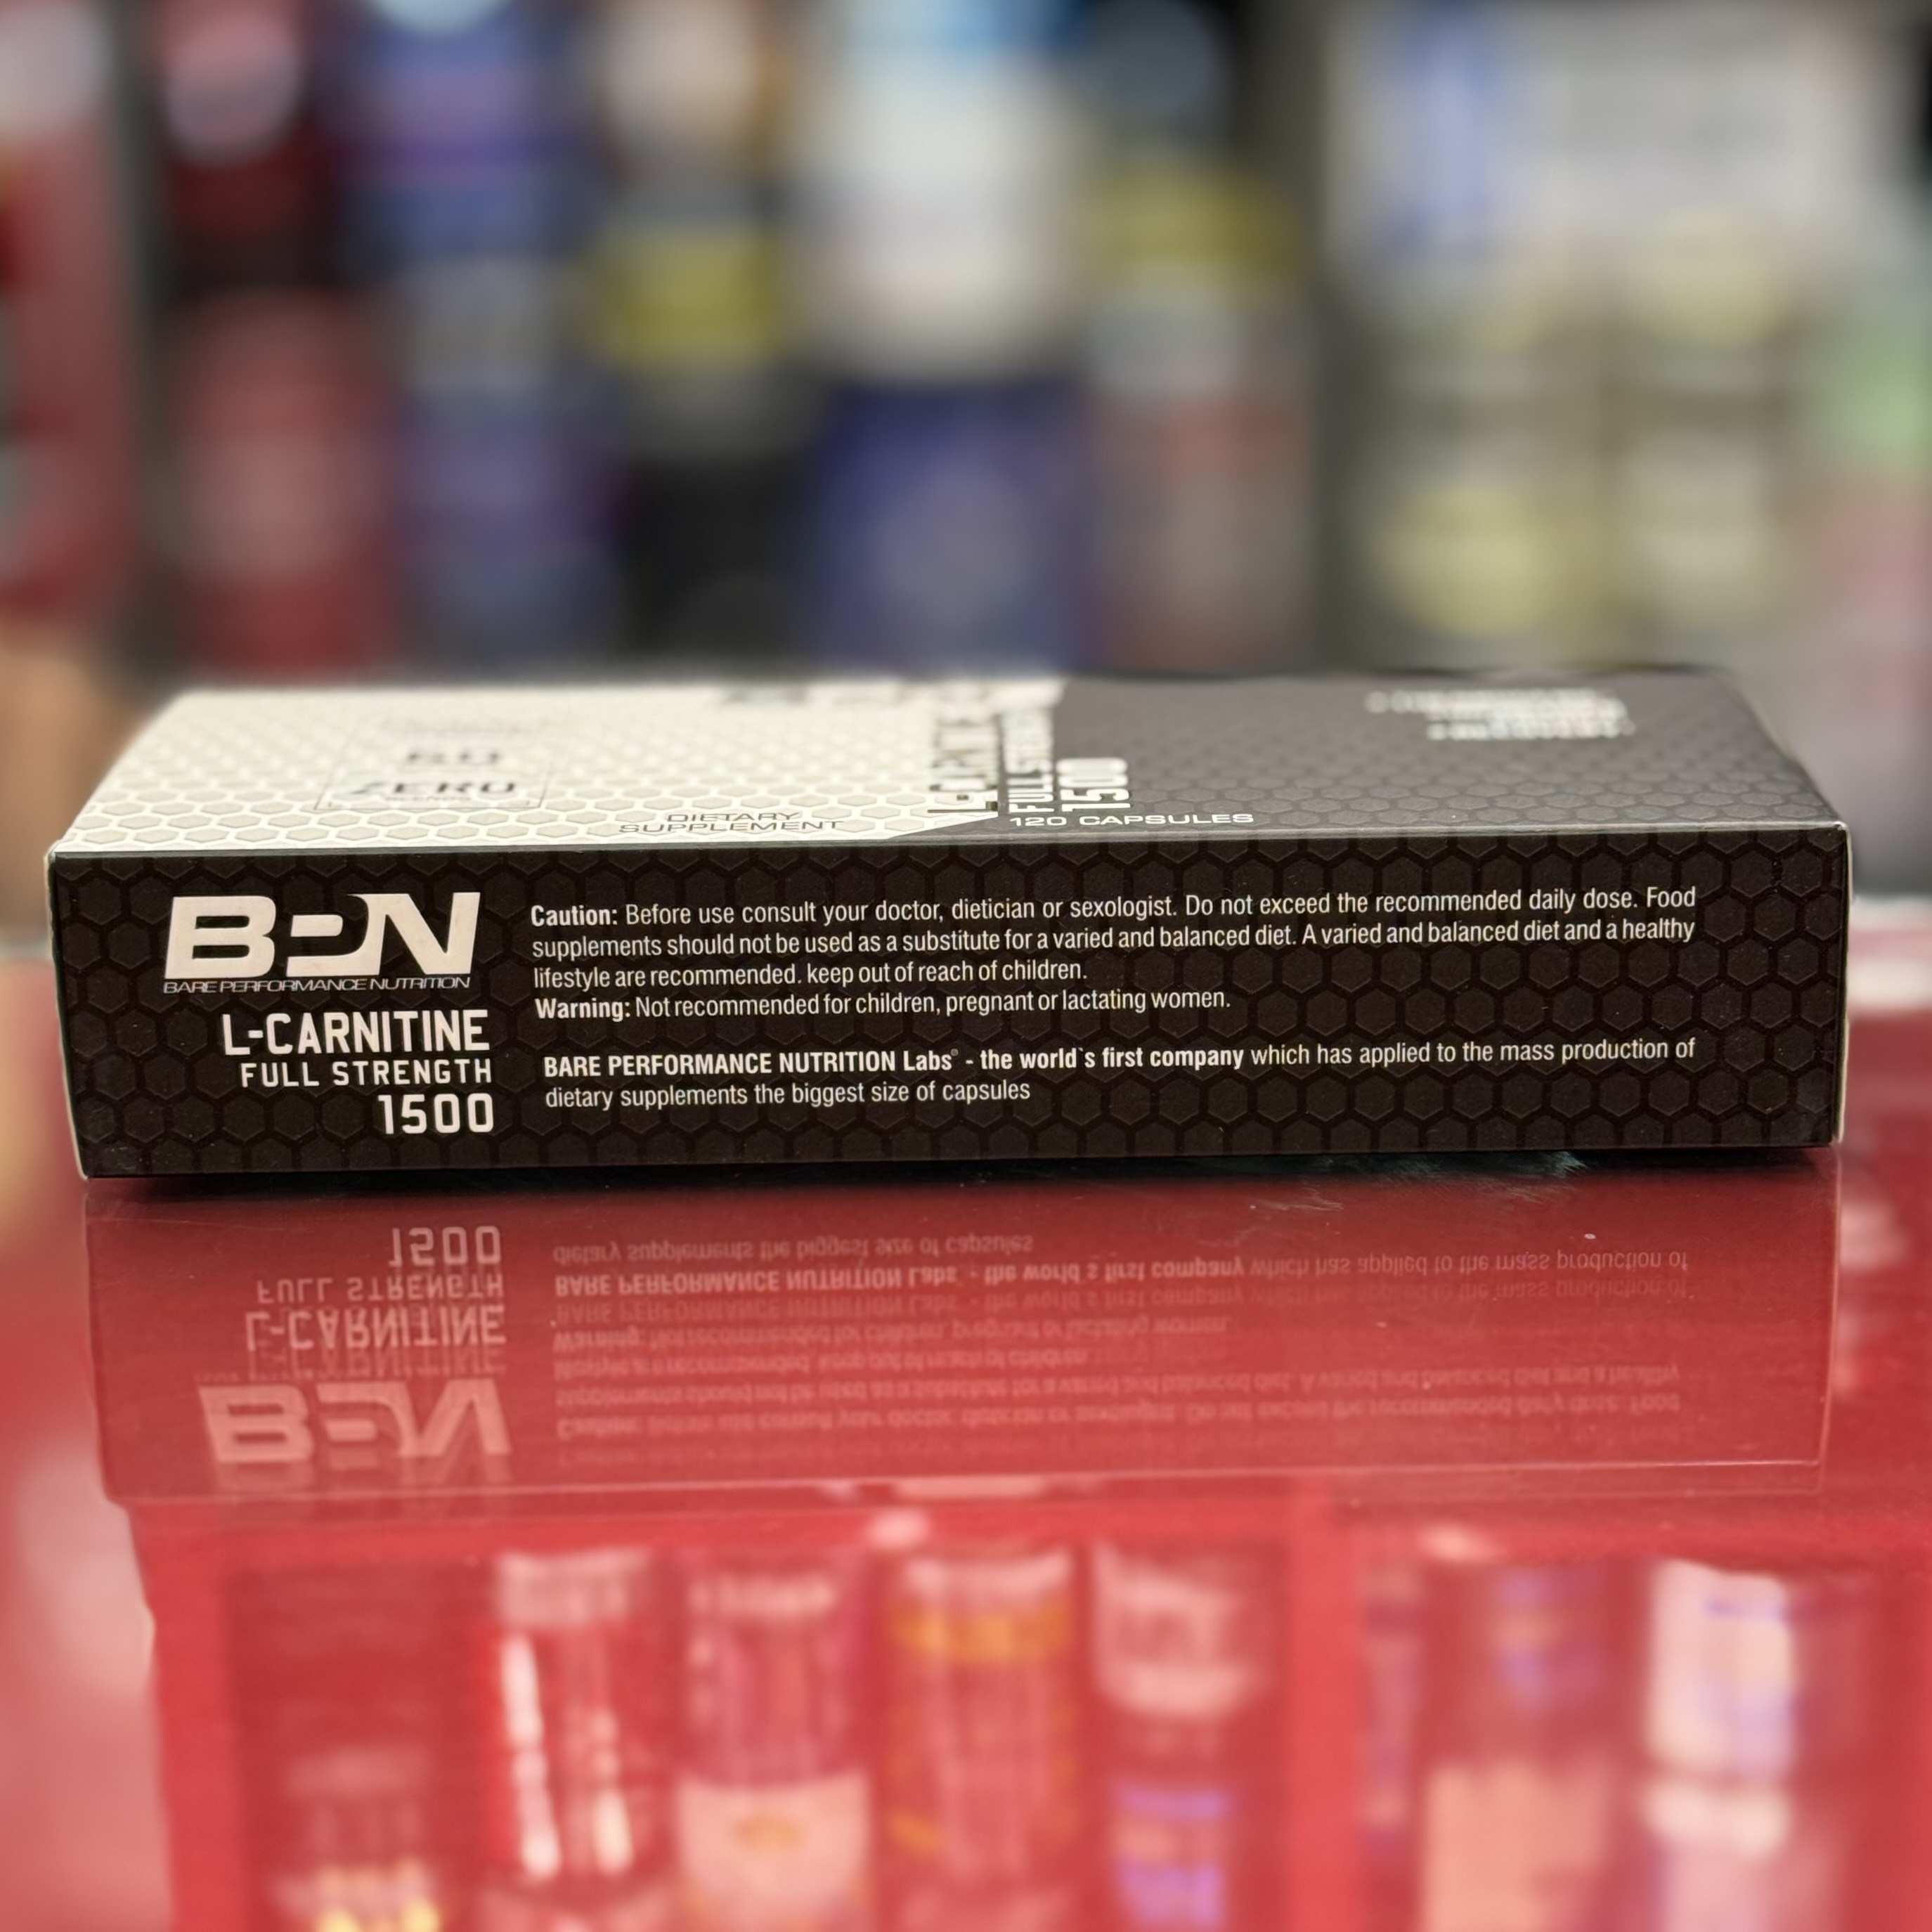 ZERO
DIETARY
SUPPLEMENT
FULL STRENGTH
1500
120 CAPSULES
BPN
BARE PERFORMANCE NUTRITION
L-CARNITINE
FULL STRENGTH
1500
Caution: Before use consult your doctor, dietician or sexologist. Do not exceed the recommended daily dose. Food
supplements should not be used as a substitute for a varied and balanced diet. A varied and balanced diet and a healthy
lifestyle are recommended. keep out of reach of children.
Warning: Not recommended for children, pregnant or lactating women.
BARE PERFORMANCE NUTRITION Labs® - the world`s first company which has applied to the mass production of
dietary supplements the biggest size of capsules